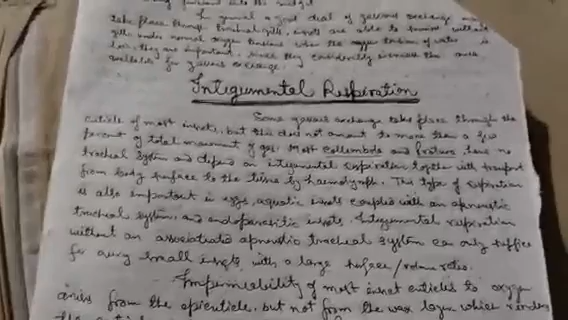 In general a good deal of gaseous exchange may
take place through tracheal gills, insects are able to survive without
gills under normal oxygen tensions when the oxygen tension of water is
low, they are important, since they considerably increase the area
available for gaseous exchange.
Integumental Respiration
Some gaseous exchange takes place through the
cuticle of most insects, but this does not amount to more than a few
percent of total movement of gas. Most collembola and protura, have no
tracheal system and depend on integumental respiration together with transport
from body surface to the tissue by haemolymph. This type of respiration
is also important in eggs, aquatic insects coupled with an apneustic
tracheal system, and endoparasitic insects. Integumental respiration
without an associated apneustic tracheal system can only suffice
for very small insects with a large surface/volume ratio.
Impermeability of most insect cuticles to oxygen
arises from the epicuticle, but not from the wax layer which renders
the